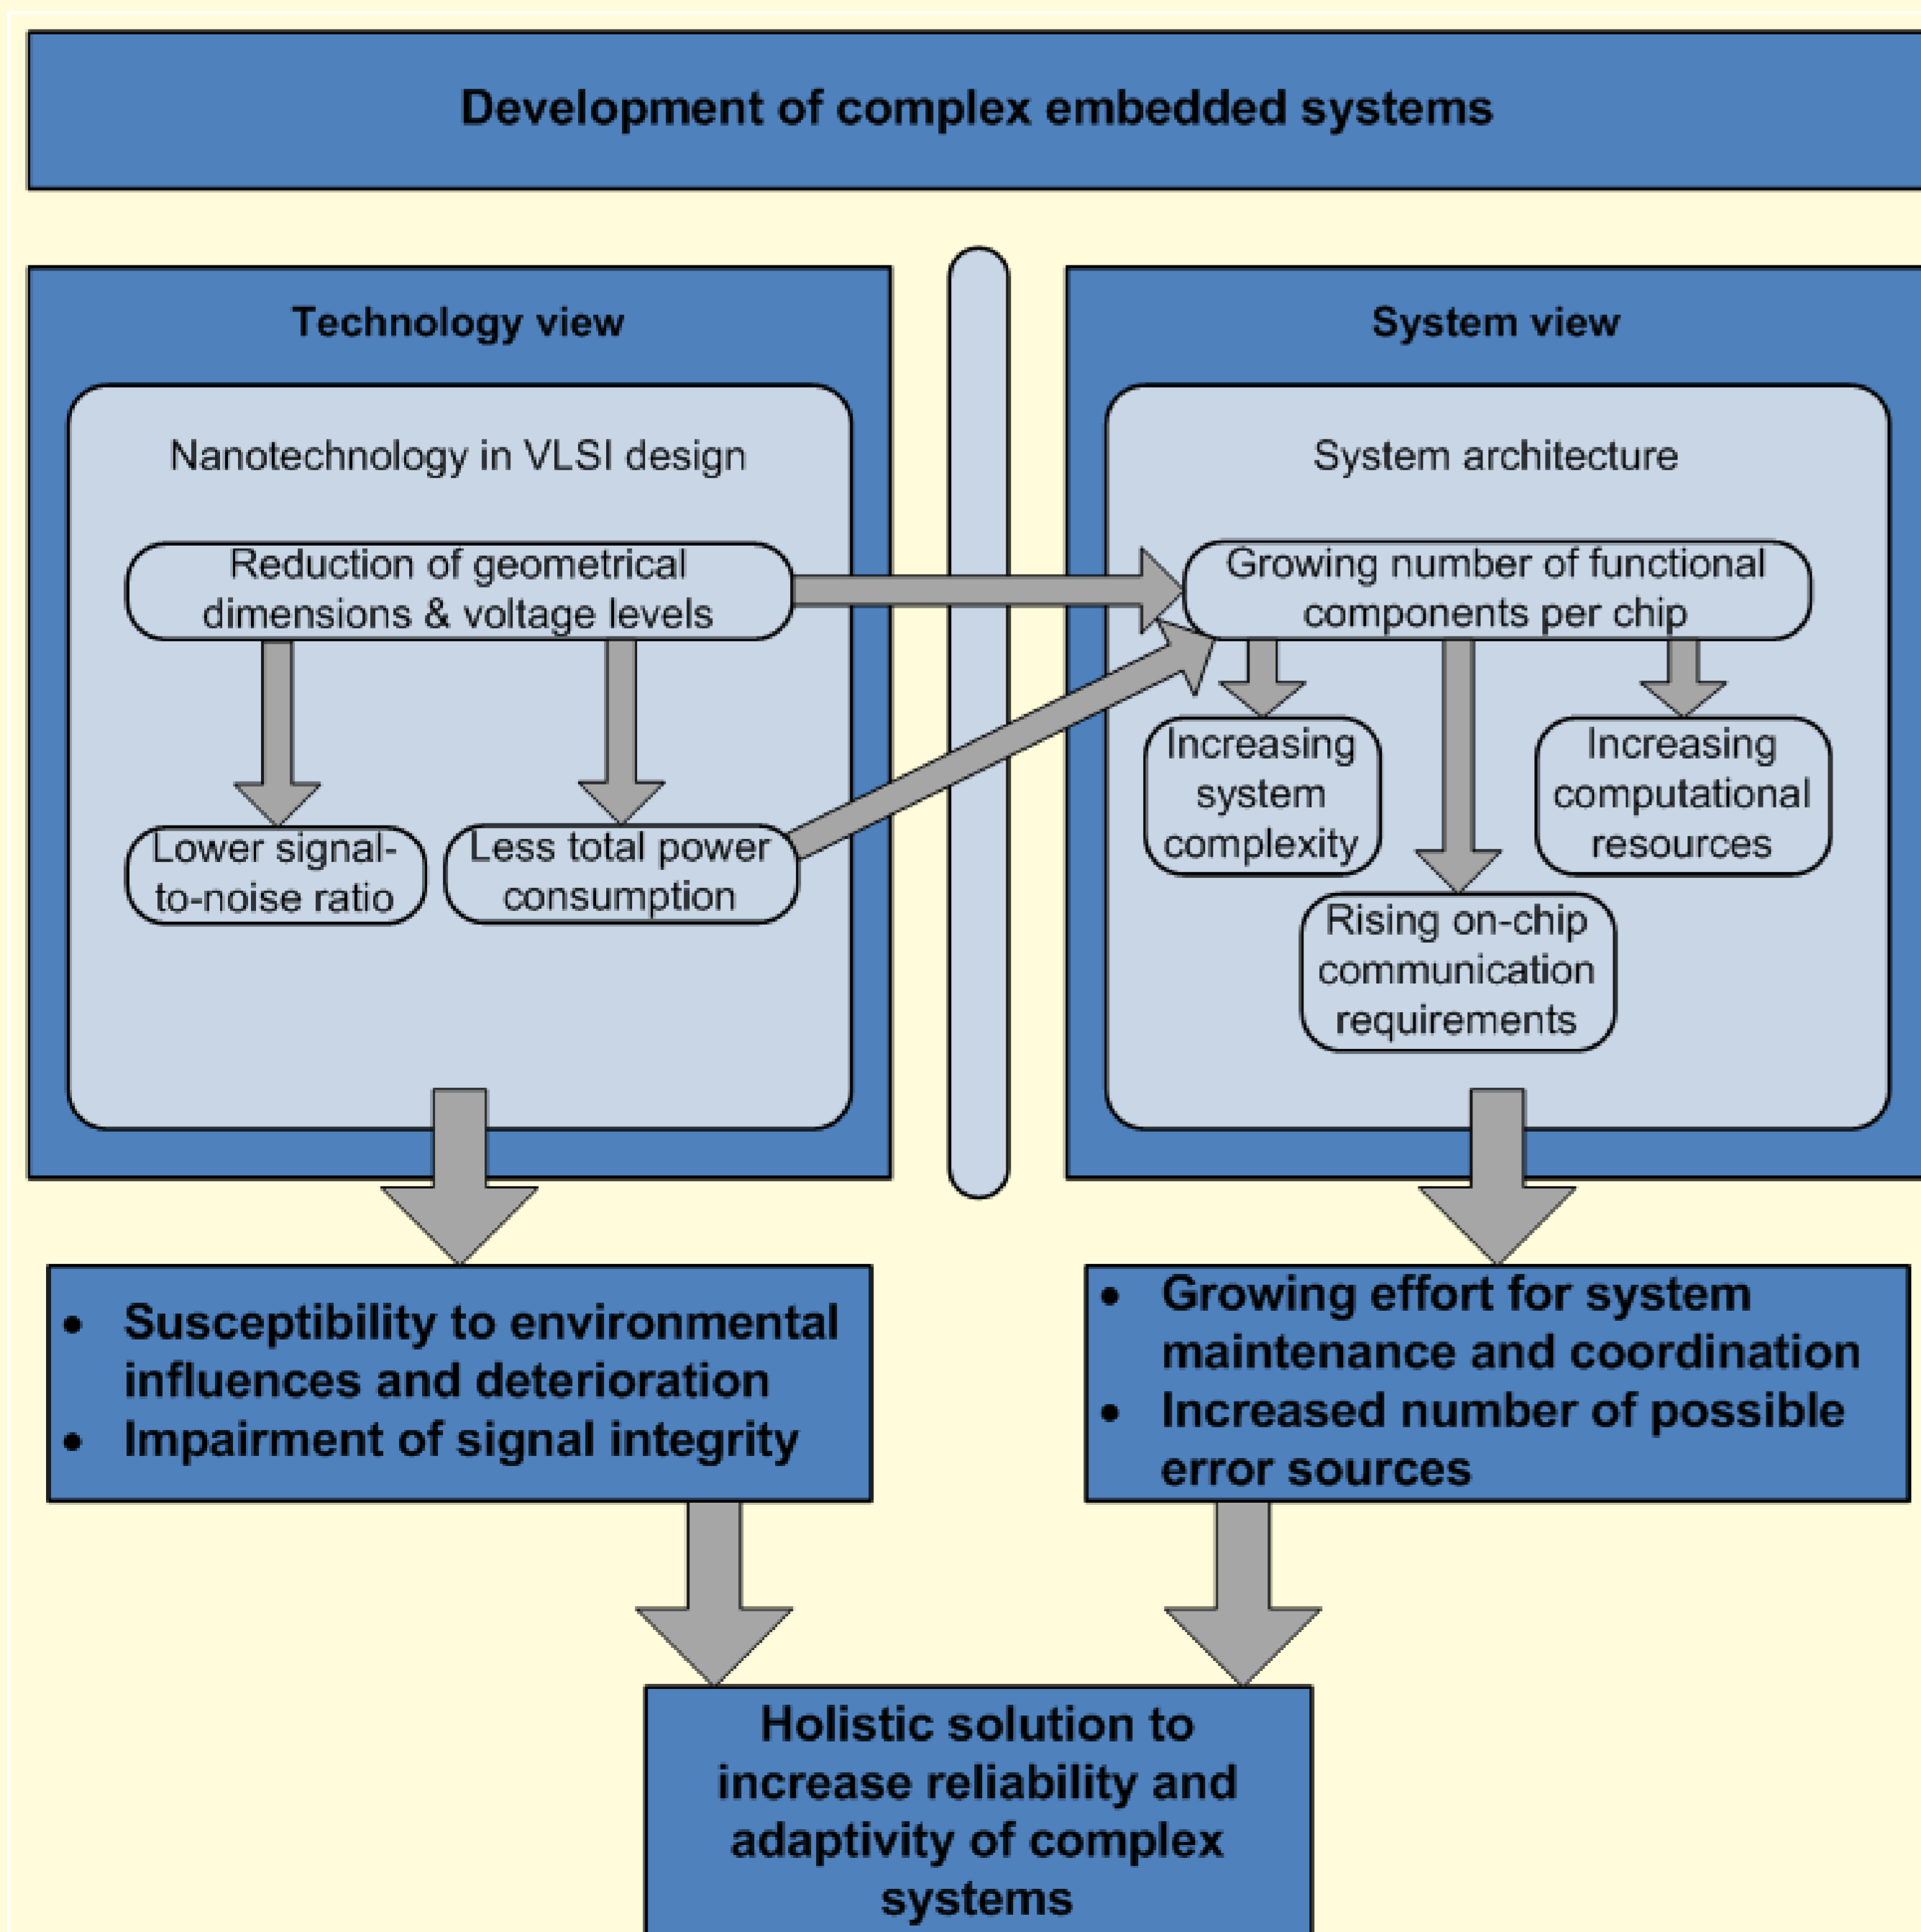 Development of complex embedded systems
Technology view
Nanotechnology in VLSI design
Reduction of geometrical
dimensions & voltage levels
Lower signal-
to-noise ratio
Less total power
consumption
System view
System architecture
Growing number of functional
components per chip
Increasing
system
complexity
Increasing
computational
resources
Rising on-chip
communication
requirements
• Susceptibility to environmental
influences and deterioration
• Impairment of signal integrity
• Growing effort for system
maintenance and coordination
• Increased number of possible
error sources
Holistic solution to
increase reliability and
adaptivity of complex
systems